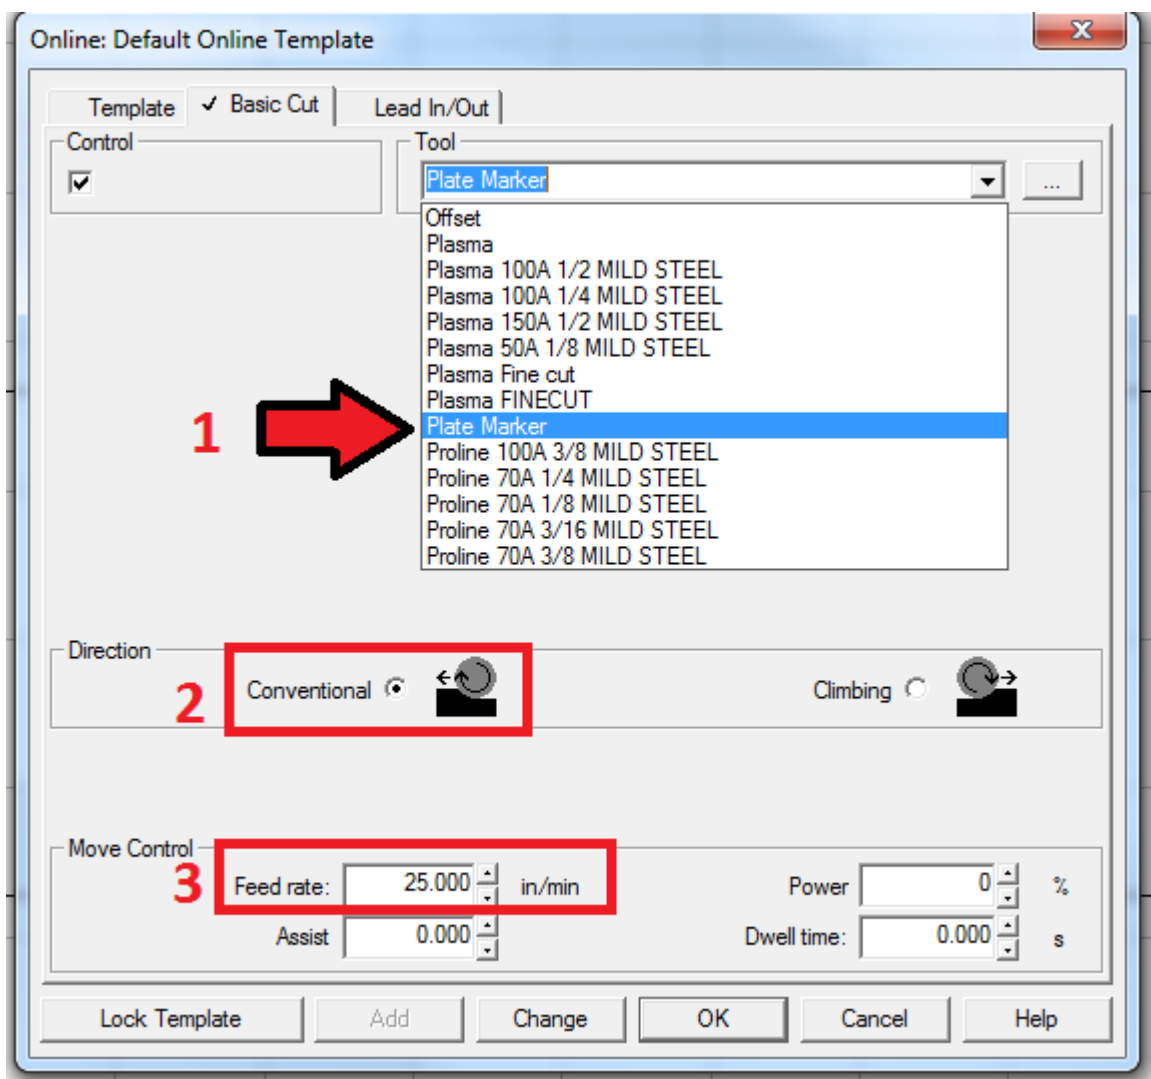 Online: Default Online Template
x
Template ✓ Basic Cut Lead In/Out
Control
Tool
Plate Marker ...
Offset
Plasma
Plasma 100A 1/2 MILD STEEL
Plasma 100A 1/4 MILD STEEL
Plasma 150A 1/2 MILD STEEL
Plasma 50A 1/8 MILD STEEL
Plasma Fine cut
Plasma FINECUT
1
Plate Marker
Proline 100A 3/8 MILD STEEL
Proline 70A 1/4 MILD STEEL
Proline 70A 1/8 MILD STEEL
Proline 70A 3/16 MILD STEEL
Proline 70A 3/8 MILD STEEL
Direction
2 Conventional Climbing
Move Control
3 Feed rate: 25.000 in/min Power 0 %
Assist 0.000 Dwell time: 0.000 s
Lock Template Add Change OK Cancel Help